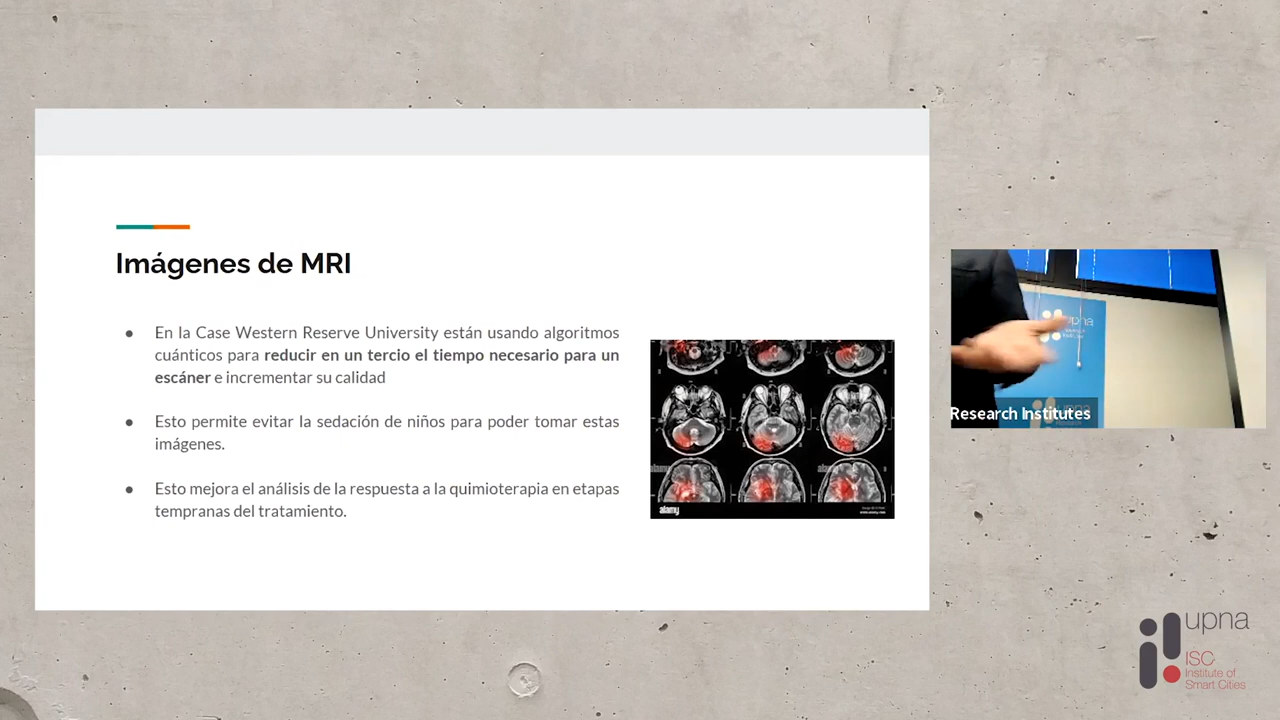 Imágenes de MRI
En la Case Western Reserve University están usando algoritmos
cuánticos para reducir en un tercio el tiempo necesario para un
escáner e incrementar su calidad
Esto permite evitar la sedación de niños para poder tomar estas
imágenes.
Esto mejora el análisis de la respuesta a la quimioterapia en etapas
tempranas del tratamiento.
alamy
upna
Research Institutes
upna
ISC
Institute of
Smart Cities